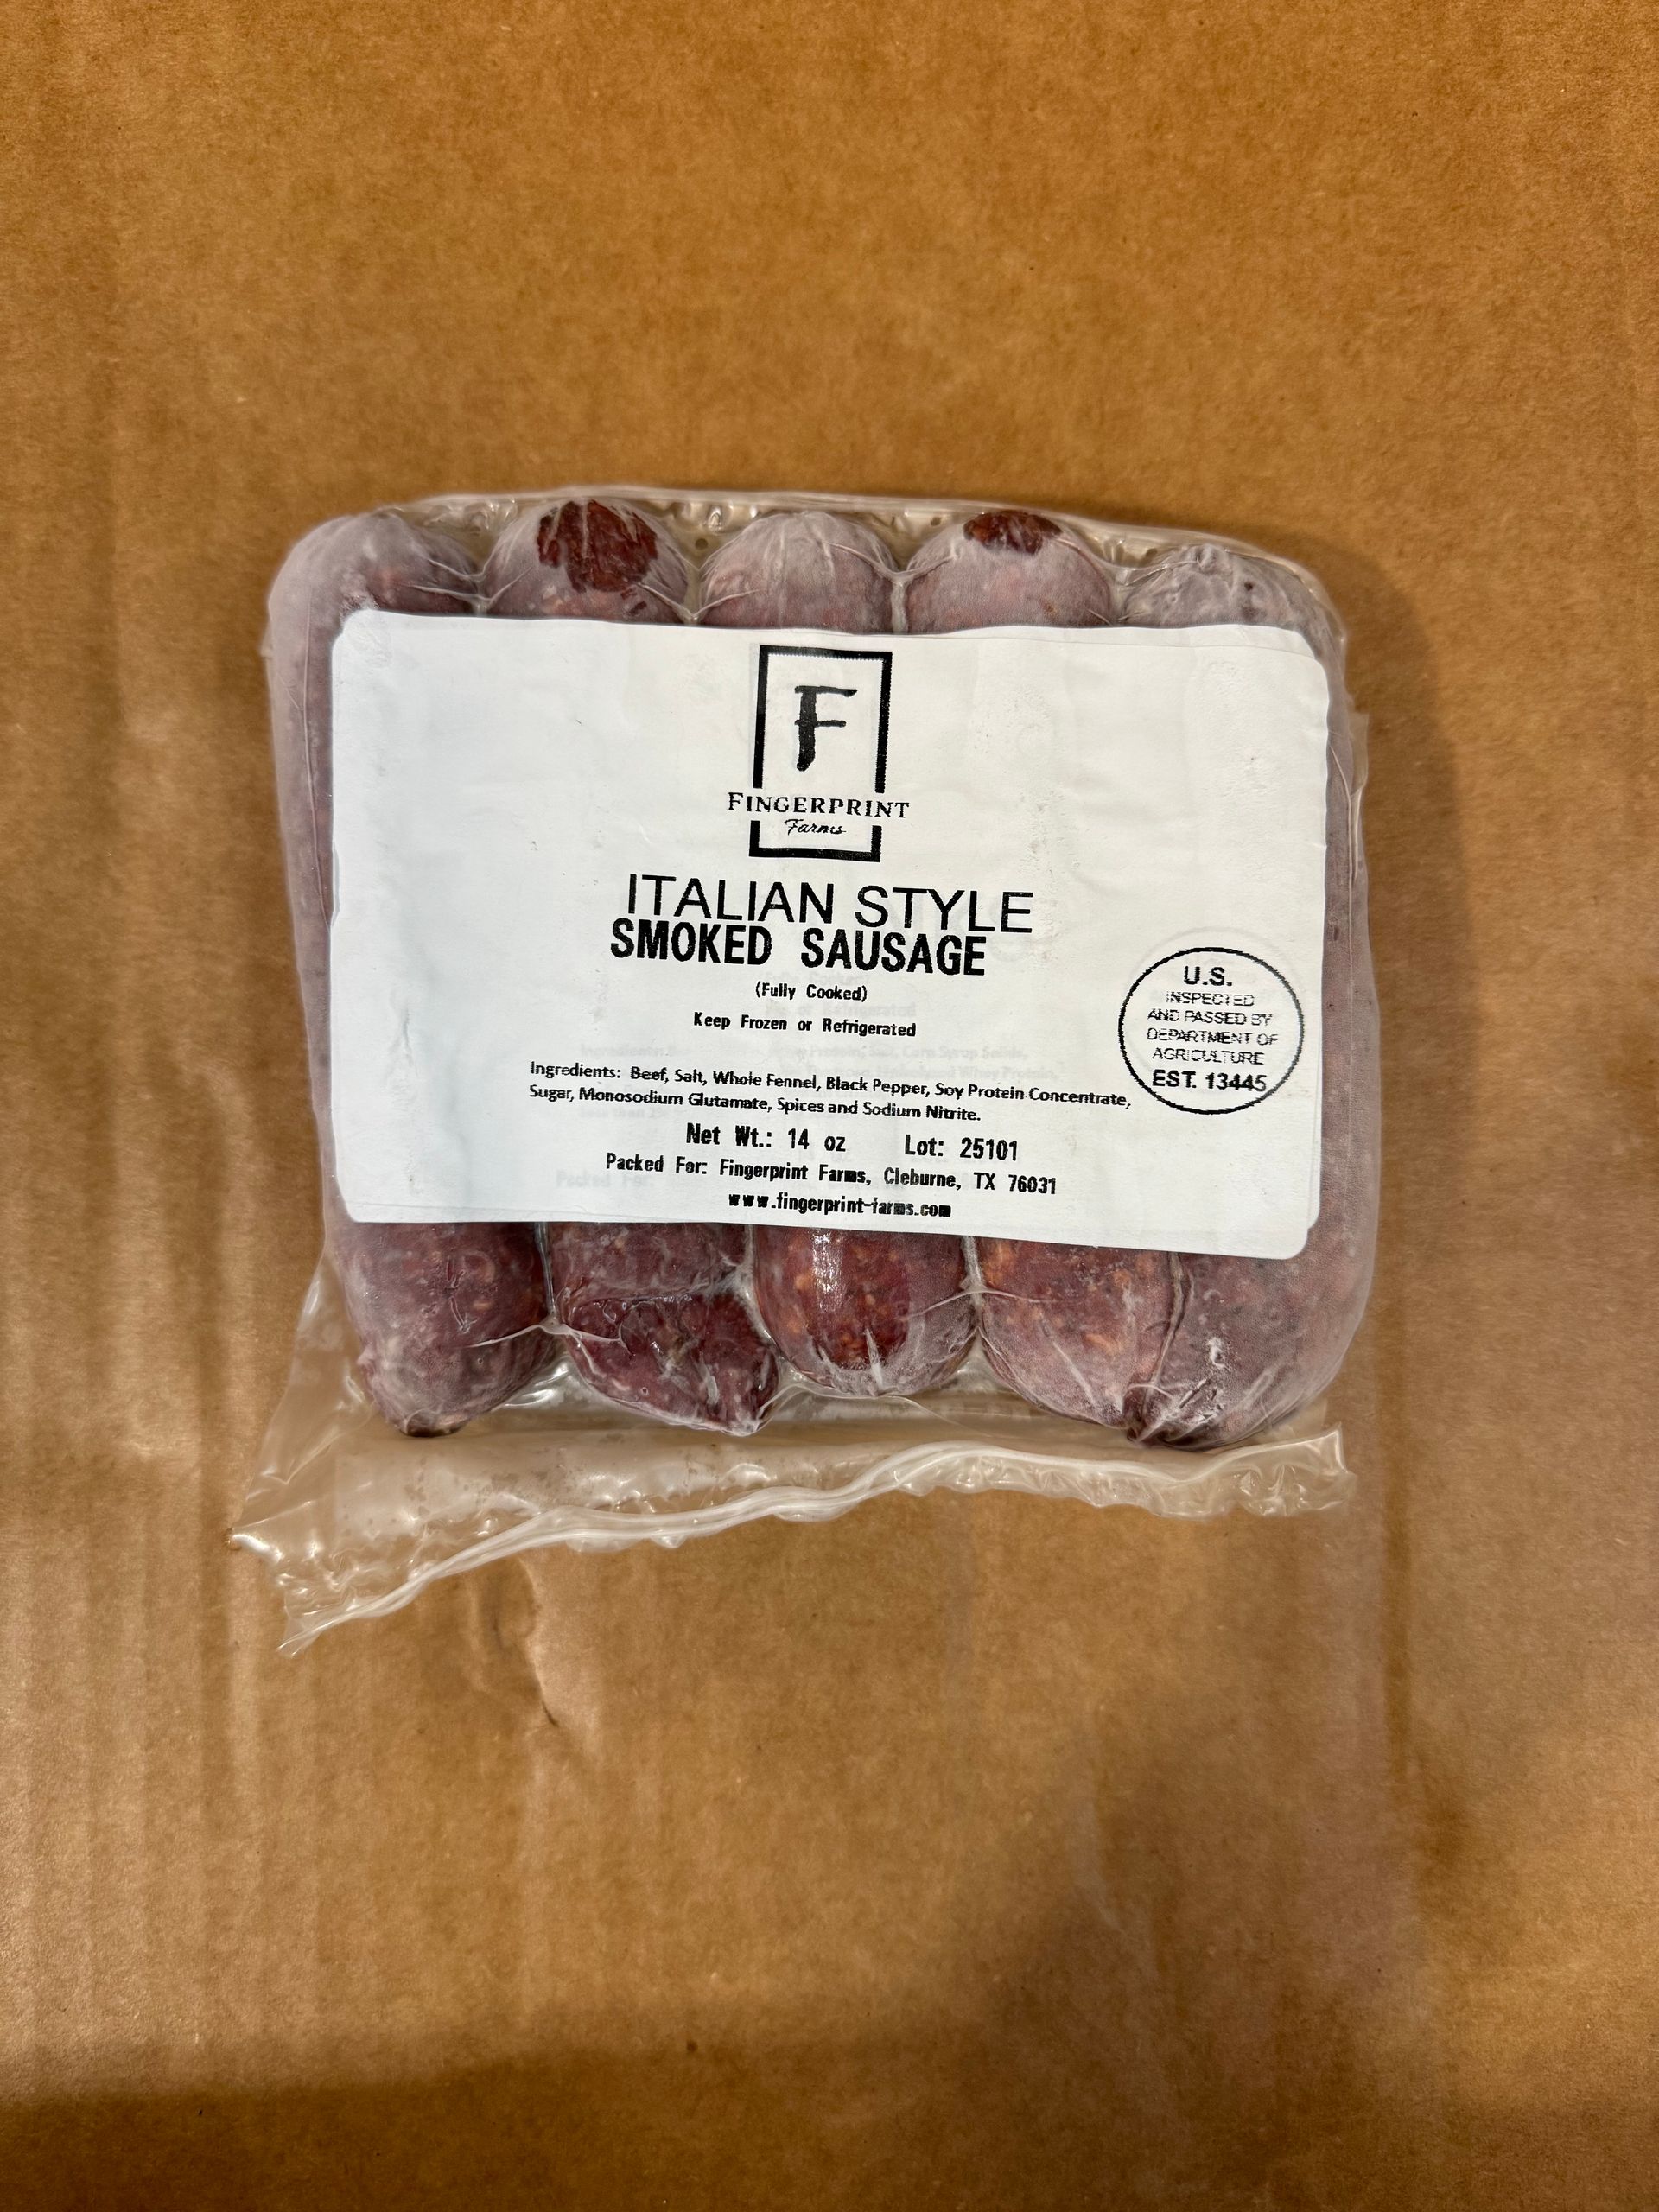 F
FINGERPRINT
Farms
ITALIAN STYLE
SMOKED SAUSAGE
(Fully Cooked)
Keep Frozen or Refrigerated
Ingredients: Beef, Salt, Whole Fennel, Black Pepper, Soy Protein Concentrate,
Sugar, Monosodium Glutamate, Spices and Sodium Nitrite.
Net Wt.: 14 oz Lot: 25101
Packed For: Fingerprint Farms, Cleburne, TX 76031
www.fingerprint-farms.com
U.S.
INSPECTED
AND PASSED BY
DEPARTMENT OF
AGRICULTURE
EST. 13445